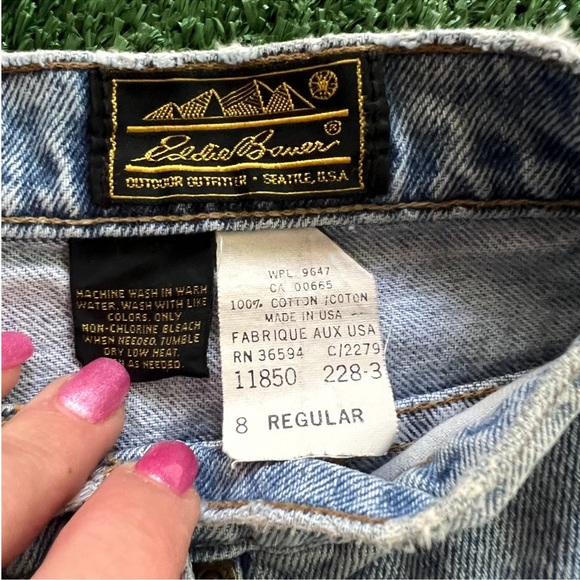 Eddie Bauer®
OUTDOOR OUTFITTER • SEATTLE, U.S.A
MACHINE WASH IN WARM
WATER, WASH WITH LIKE
COLORS. ONLY
NON-CHLORINE BLEACH
WHEN NEEDED. TUMBLE
DRY LOW HEAT.
AS NEEDED.
WPL 9647
CA 00665
100% COTTON /COTON
MADE IN USA
FABRIQUE AUX USA
RN 36594 C/2279
11850 228-3
8 REGULAR